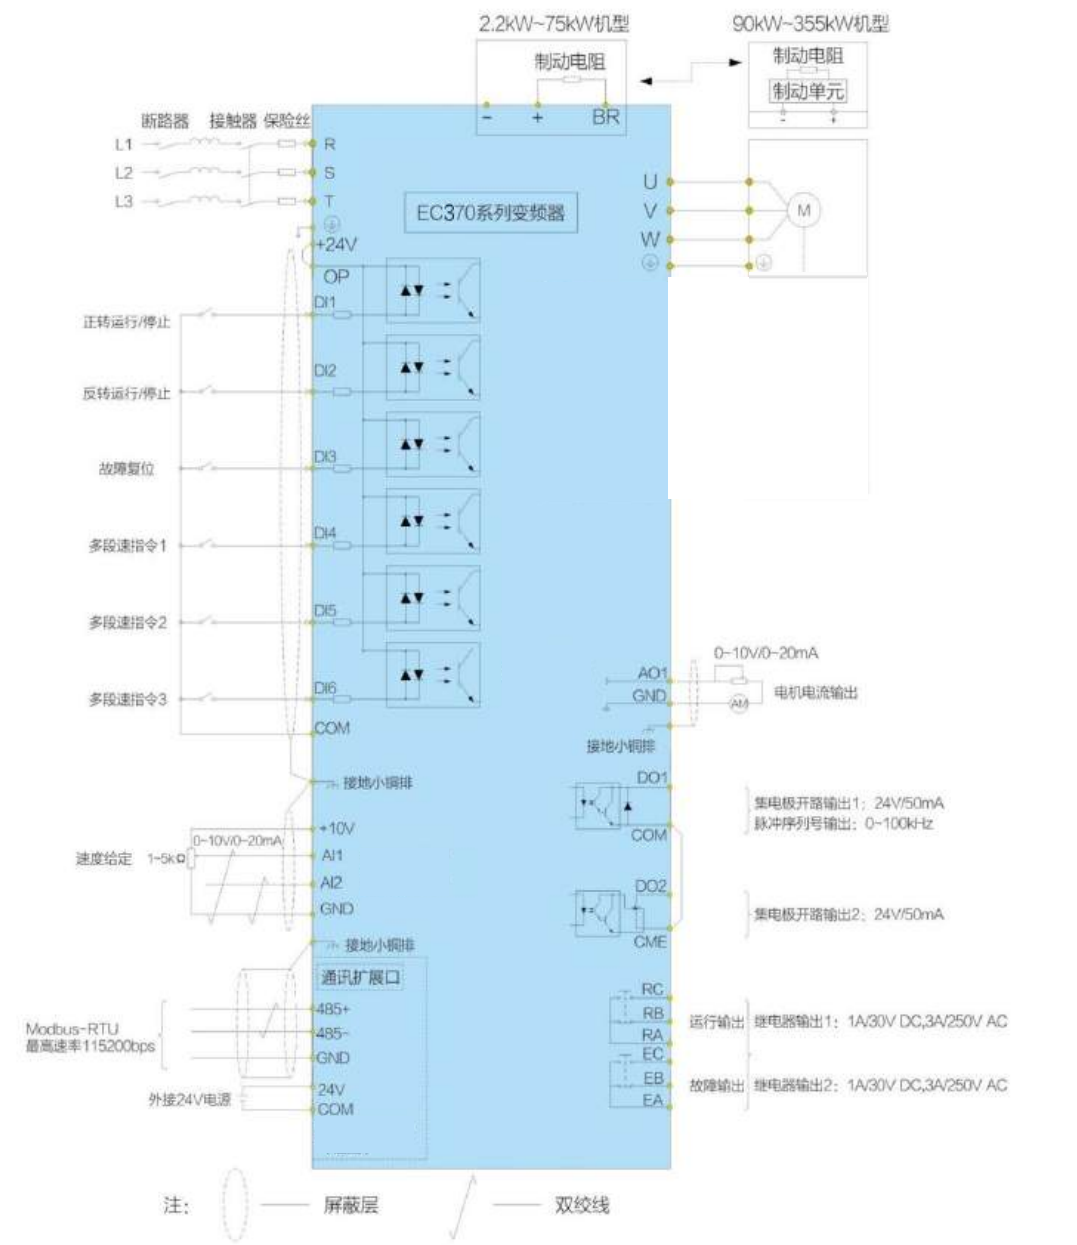 2.2kW~75kW机型
90kW~355kW机型
制动电阻
制动电阻
制动单元
- + BR
- +
断路器 接触器 保险丝
L1 R
L2 S
L3 T
EC370系列变频器
U
V
W
M
+24V
OP
DI1
正转运行/停止
DI2
反转运行/停止
DI3
故障复位
DI4
多段速指令1
DI5
多段速指令2
DI6
多段速指令3
COM
接地小铜排
+10V
0~10V/0~20mA
速度给定 1~5kΩ
AI1
AI2
GND
接地小铜排
通讯扩展口
485+
485-
GND
Modbus-RTU
最高速率115200bps
24V
外接24V电源
COM
0~10V/0~20mA
AO1
GND
AM
电机电流输出
接地小铜排
DO1
COM
集电极开路输出1：24V/50mA
脉冲序列号输出：0~100kHz
DO2
CME
集电极开路输出2：24V/50mA
RC
RB
RA
运行输出 继电器输出1：1A/30V DC,3A/250V AC
EC
EB
EA
故障输出 继电器输出2：1A/30V DC,3A/250V AC
注： 屏蔽层 双绞线